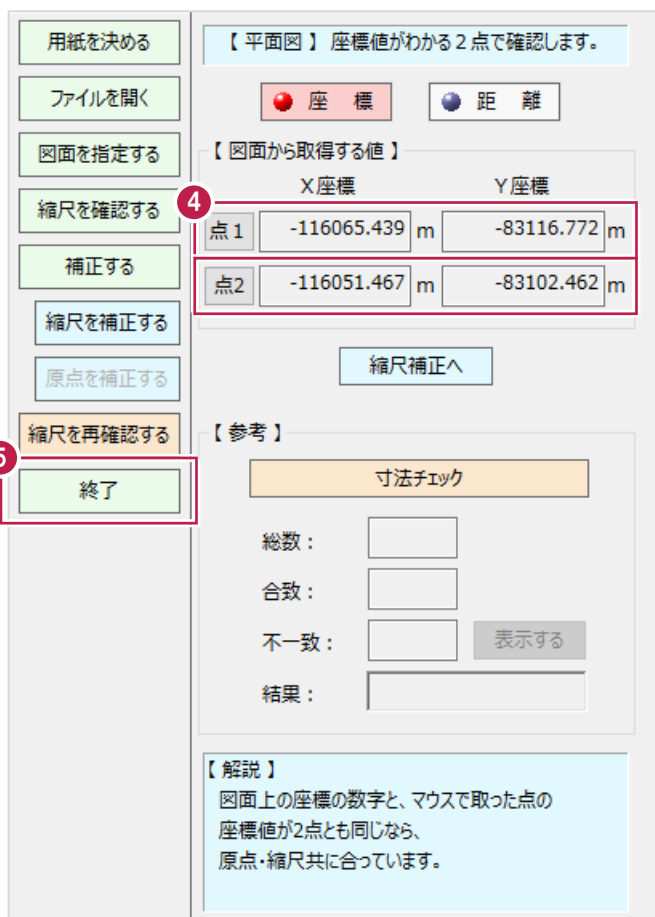 用紙を決める
ファイルを開く
図面を指定する
縮尺を確認する
補正する
縮尺を補正する
原点を補正する
縮尺を再確認する
5
終了
【 平面図 】 座標値がわかる２点で確認します。
座 標
距 離
【 図面から取得する値 】
X座標 Y座標
4
点1 -116065.439 m -83116.772 m
点2 -116051.467 m -83102.462 m
縮尺補正へ
【 参考 】
寸法チェック
総数：
合致：
不一致： 表示する
結果：
【 解説 】
図面上の座標の数字と、マウスで取った点の
座標値が2点とも同じなら、
原点・縮尺共に合っています。